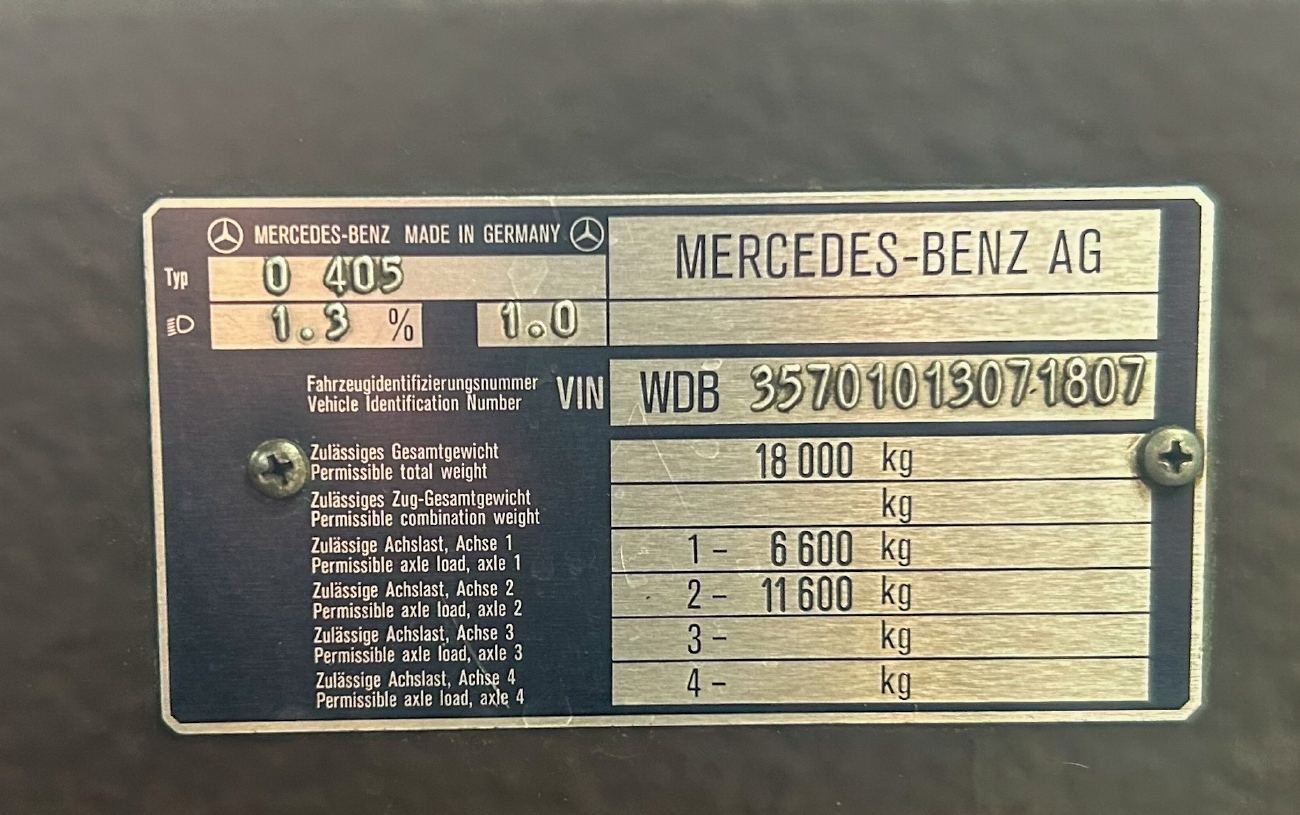 MERCEDES-BENZ MADE IN GERMANY
MERCEDES-BENZ AG
Typ O 405
1.3 % 1.0
Fahrzeugidentifizierungsnummer
Vehicle Identification Number
VIN WDB 35701013071807
Zulässiges Gesamtgewicht
Permissible total weight
18 000 kg
Zulässiges Zug-Gesamtgewicht
Permissible combination weight
kg
Zulässige Achslast, Achse 1
Permissible axle load, axle 1
1 - 6 600 kg
Zulässige Achslast, Achse 2
Permissible axle load, axle 2
2 - 11 600 kg
Zulässige Achslast, Achse 3
Permissible axle load, axle 3
3 - kg
Zulässige Achslast, Achse 4
Permissible axle load, axle 4
4 - kg